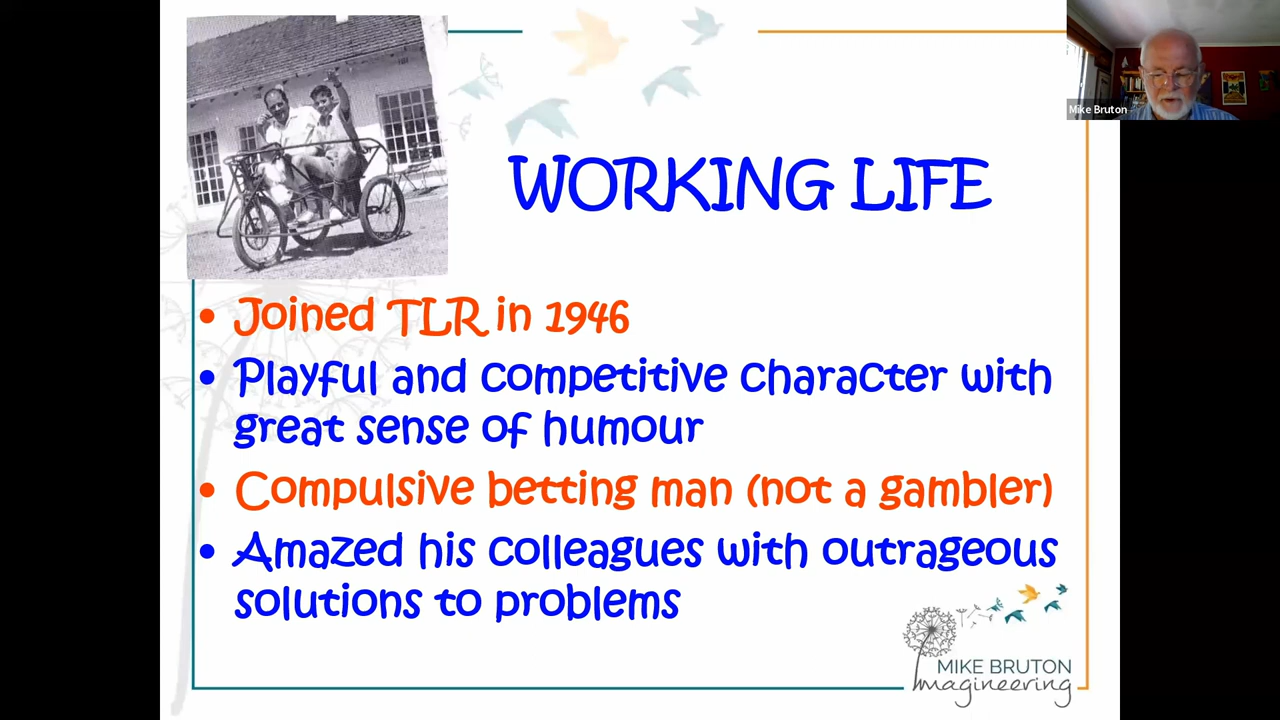 Mike Bruton
WORKING LIFE
• Joined TLR in 1946
• Playful and competitive character with
great sense of humour
• Compulsive betting man (not a gambler)
• Amazed his colleagues with outrageous
solutions to problems
MIKE BRUTON
Imagineering